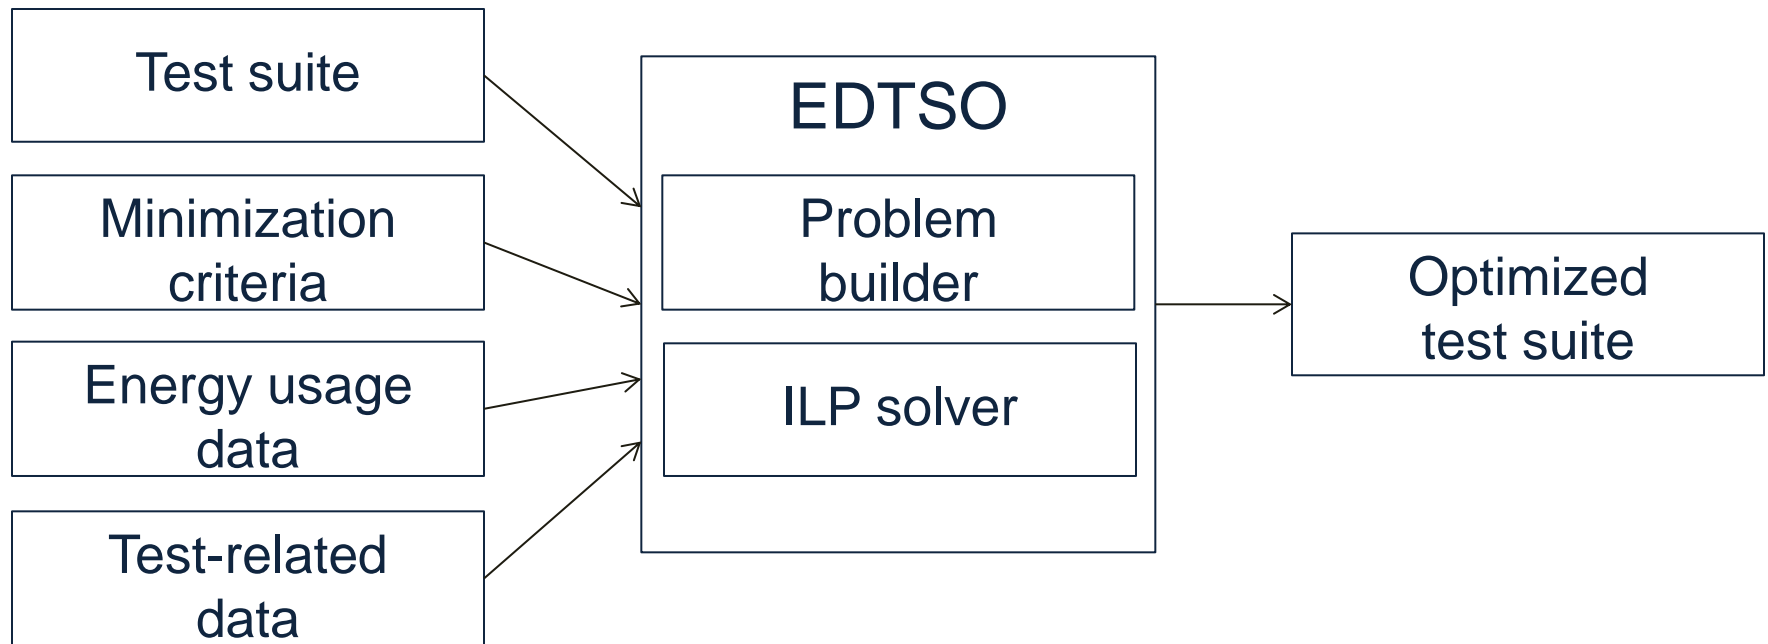 Test suite
Minimization
criteria
Energy usage
data
Test-related
data
EDTSO
Problem
builder
ILP solver
Optimized
test suite